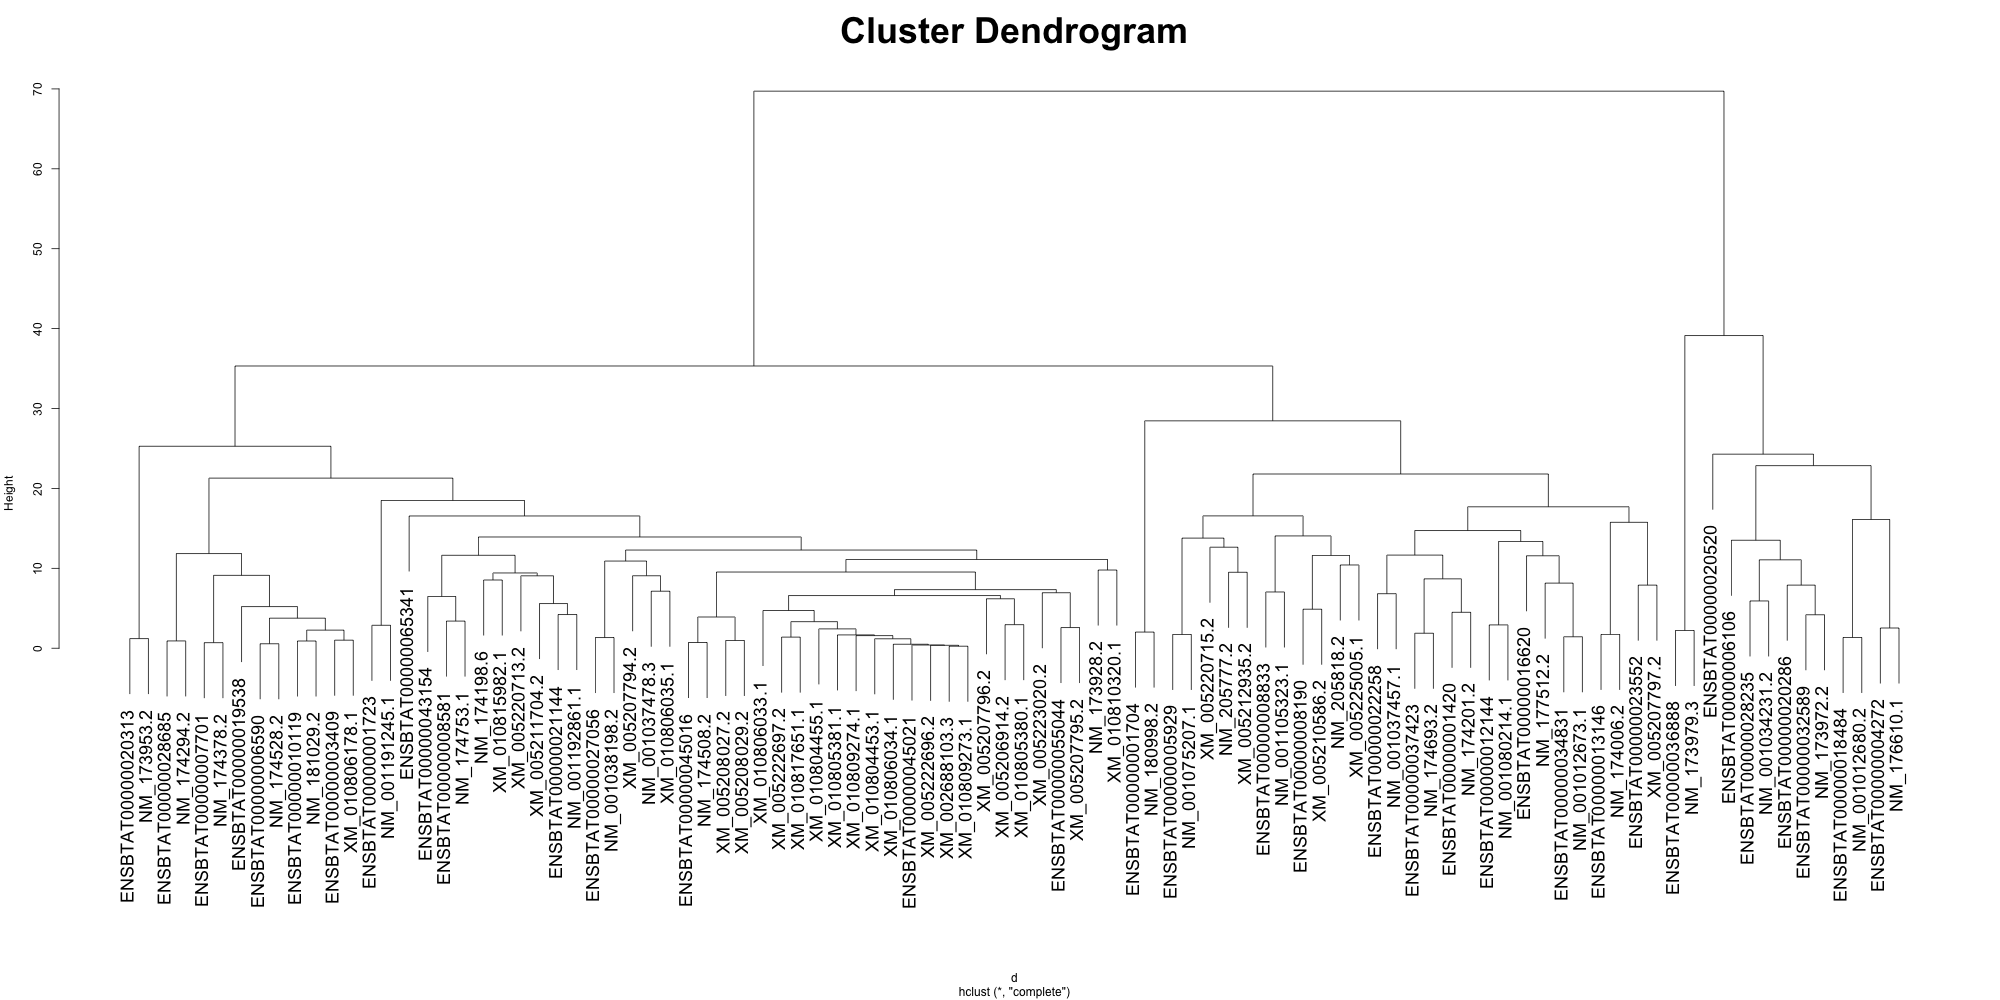 Cluster Dendrogram
70
60
50
40
30
20
10
0
Height
ENSBTAT00000020313
NM_173953.2
ENSBTAT00000028685
NM_174294.2
ENSBTAT00000007701
NM_174378.2
ENSBTAT00000019538
ENSBTAT00000006590
NM_174528.2
ENSBTAT00000010119
NM_181029.2
ENSBTAT00000003409
XM_010806178.1
ENSBTAT00000001723
NM_001191245.1
ENSBTAT00000065341
ENSBTAT00000043154
ENSBTAT00000008581
NM_174753.1
NM_174198.6
XM_010815982.1
XM_005220713.2
XM_005211704.2
ENSBTAT00000021144
NM_001192861.1
ENSBTAT00000027056
NM_001038198.2
XM_005207794.2
NM_001037478.3
XM_010806035.1
ENSBTAT00000045016
NM_174508.2
XM_005208027.2
XM_005208029.2
XM_010806033.1
XM_005222697.2
XM_010817651.1
XM_010804455.1
XM_010805381.1
XM_010809274.1
XM_010804453.1
XM_010806034.1
ENSBTAT00000045021
XM_005222696.2
XM_002688103.3
XM_010809273.1
XM_005207796.2
XM_005206914.2
XM_010805380.1
XM_005223020.2
ENSBTAT00000055044
XM_005207795.2
NM_173928.2
XM_010810320.1
ENSBTAT00000001704
NM_180998.2
ENSBTAT00000005929
NM_001075207.1
XM_005220715.2
NM_205777.2
XM_005212935.2
ENSBTAT00000008833
NM_001105323.1
ENSBTAT00000008190
XM_005210586.2
NM_205818.2
XM_005225005.1
ENSBTAT00000022258
NM_001037457.1
ENSBTAT00000037423
NM_174693.2
ENSBTAT00000001420
NM_174201.2
ENSBTAT00000012144
NM_001080214.1
ENSBTAT00000016620
NM_177512.2
ENSBTAT00000034831
NM_001012673.1
ENSBTAT00000013146
NM_174006.2
ENSBTAT00000023552
XM_005207797.2
ENSBTAT00000036888
NM_173979.3
ENSBTAT00000020520
ENSBTAT00000006106
ENSBTAT00000028235
NM_001034231.2
ENSBTAT00000020286
ENSBTAT00000032589
NM_173972.2
ENSBTAT00000018484
NM_001012680.2
ENSBTAT00000004272
NM_176610.1
d
hclust (*, "complete")